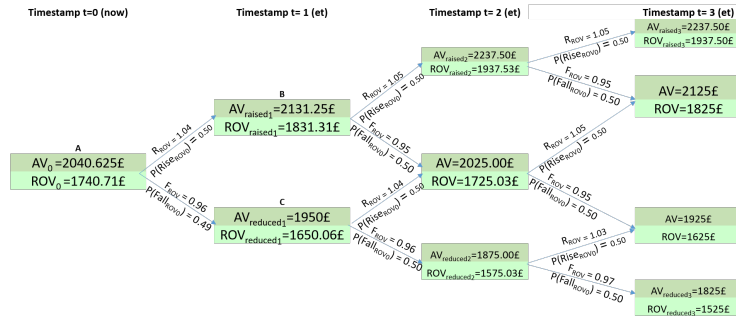 Timestamp t=0 (now)
Timestamp t= 1 (et)
Timestamp t= 2 (et)
Timestamp t= 3 (et)
A
AV0 =2040.625£
ROV0 =1740.71£
RROV = 1.04
P(RiseROV0) = 0.50
FROV = 0.96
P(FallROV0) = 0.49
B
AVraised1=2131.25£
ROVraised1=1831.31£
C
AVreduced1=1950£
ROVreduced1=1650.06£
RROV = 1.05
P(RiseROV0) = 0.50
FROV = 0.95
P(FallROV0) = 0.50
RROV = 1.04
P(RiseROV0) = 0.50
FROV = 0.96
P(FallROV0) = 0.50
AVraised2=2237.50£
ROVraised2=1937.53£
AV=2025.00£
ROV=1725.03£
AVreduced2=1875.00£
ROVreduced2=1575.03£
RROV = 1.05
P(RiseROV0) = 0.50
FROV = 0.95
P(FallROV0) = 0.50
RROV = 1.05
P(RiseROV0) = 0.50
FROV = 0.95
P(FallROV0) = 0.50
RROV = 1.03
P(RiseROV0) = 0.50
FROV = 0.97
P(FallROV0) = 0.50
AVraised3=2237.50£
ROVraised3=1937.50£
AV=2125£
ROV=1825£
AV=1925£
ROV=1625£
AVreduced3=1825£
ROVreduced3=1525£